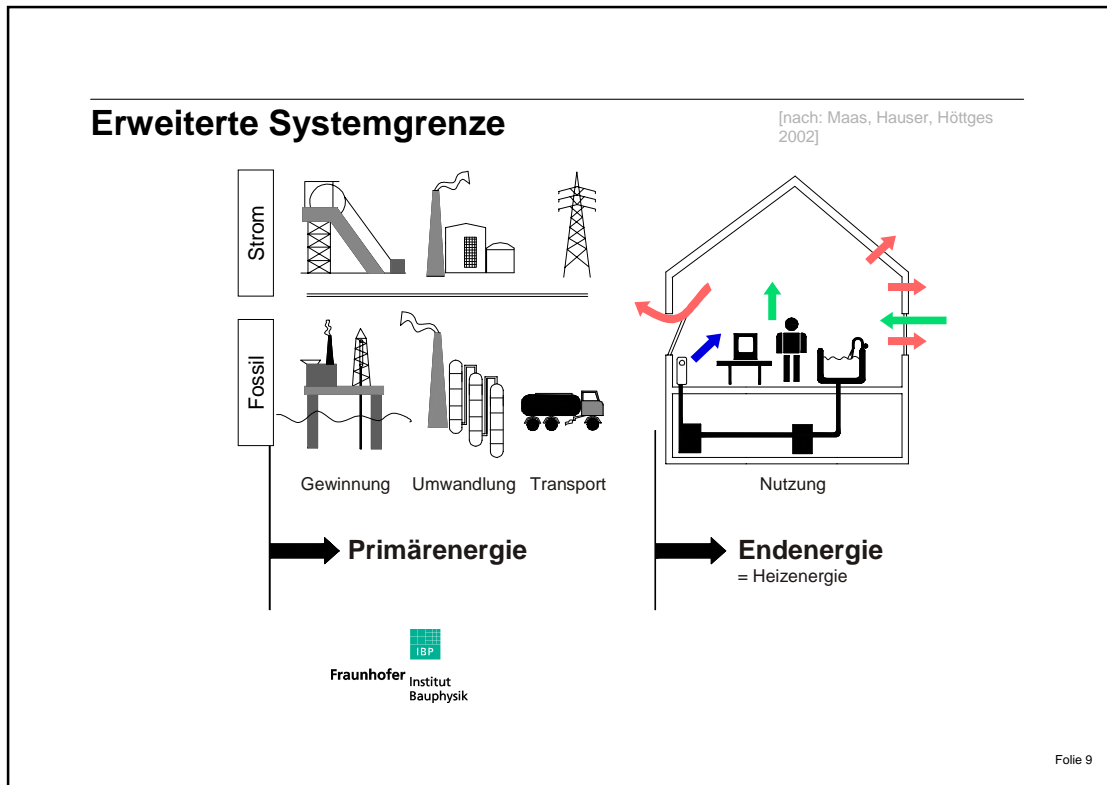 Erweiterte Systemgrenze
[nach: Maas, Hauser, Höttges
2002]
Strom
Fossil
Gewinnung Umwandlung Transport Nutzung
Primärenergie Endenergie
= Heizenergie
IBP
Fraunhofer Institut
Bauphysik
Folie 9